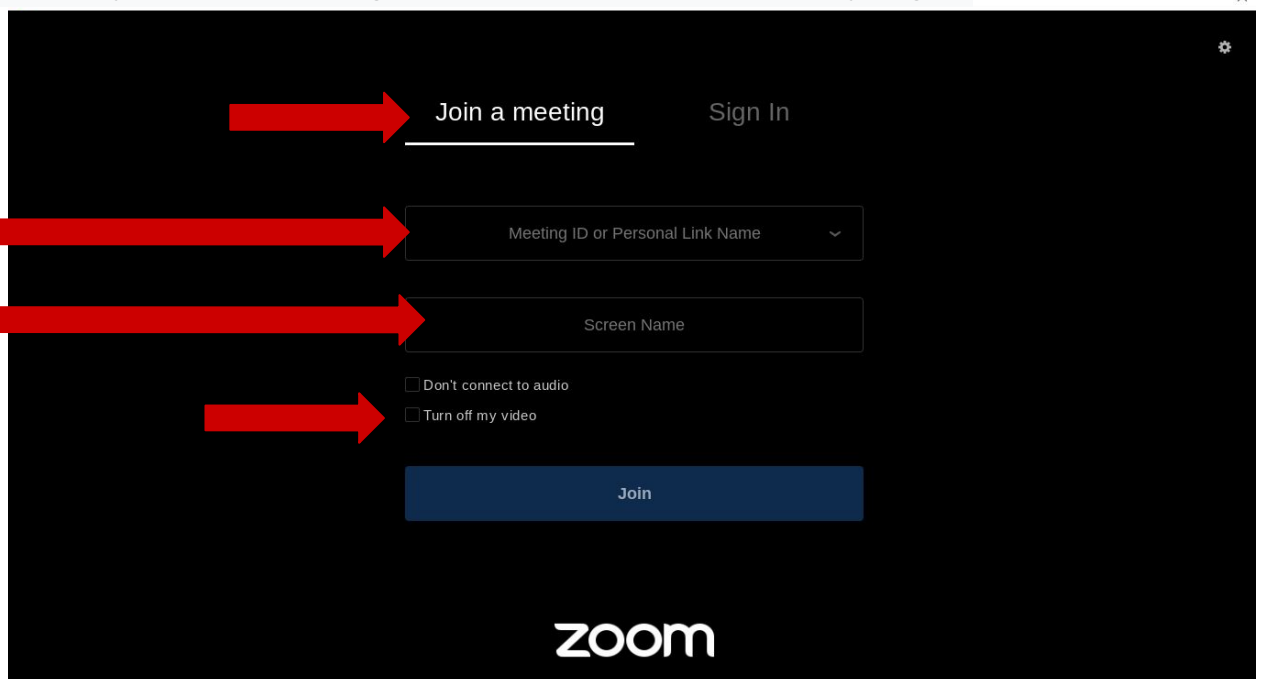 Join a meeting Sign In
Meeting ID or Personal Link Name
Screen Name
Don't connect to audio
Turn off my video
Join
zoom